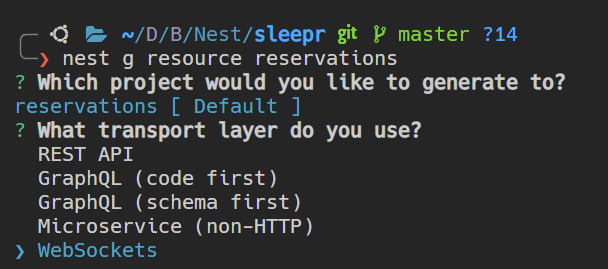 ~/D/B/Nest/sleepr git master ?14
❯ nest g resource reservations
? Which project would you like to generate to?
reservations [ Default ]
? What transport layer do you use?
REST API
GraphQL (code first)
GraphQL (schema first)
Microservice (non-HTTP)
❯ WebSockets